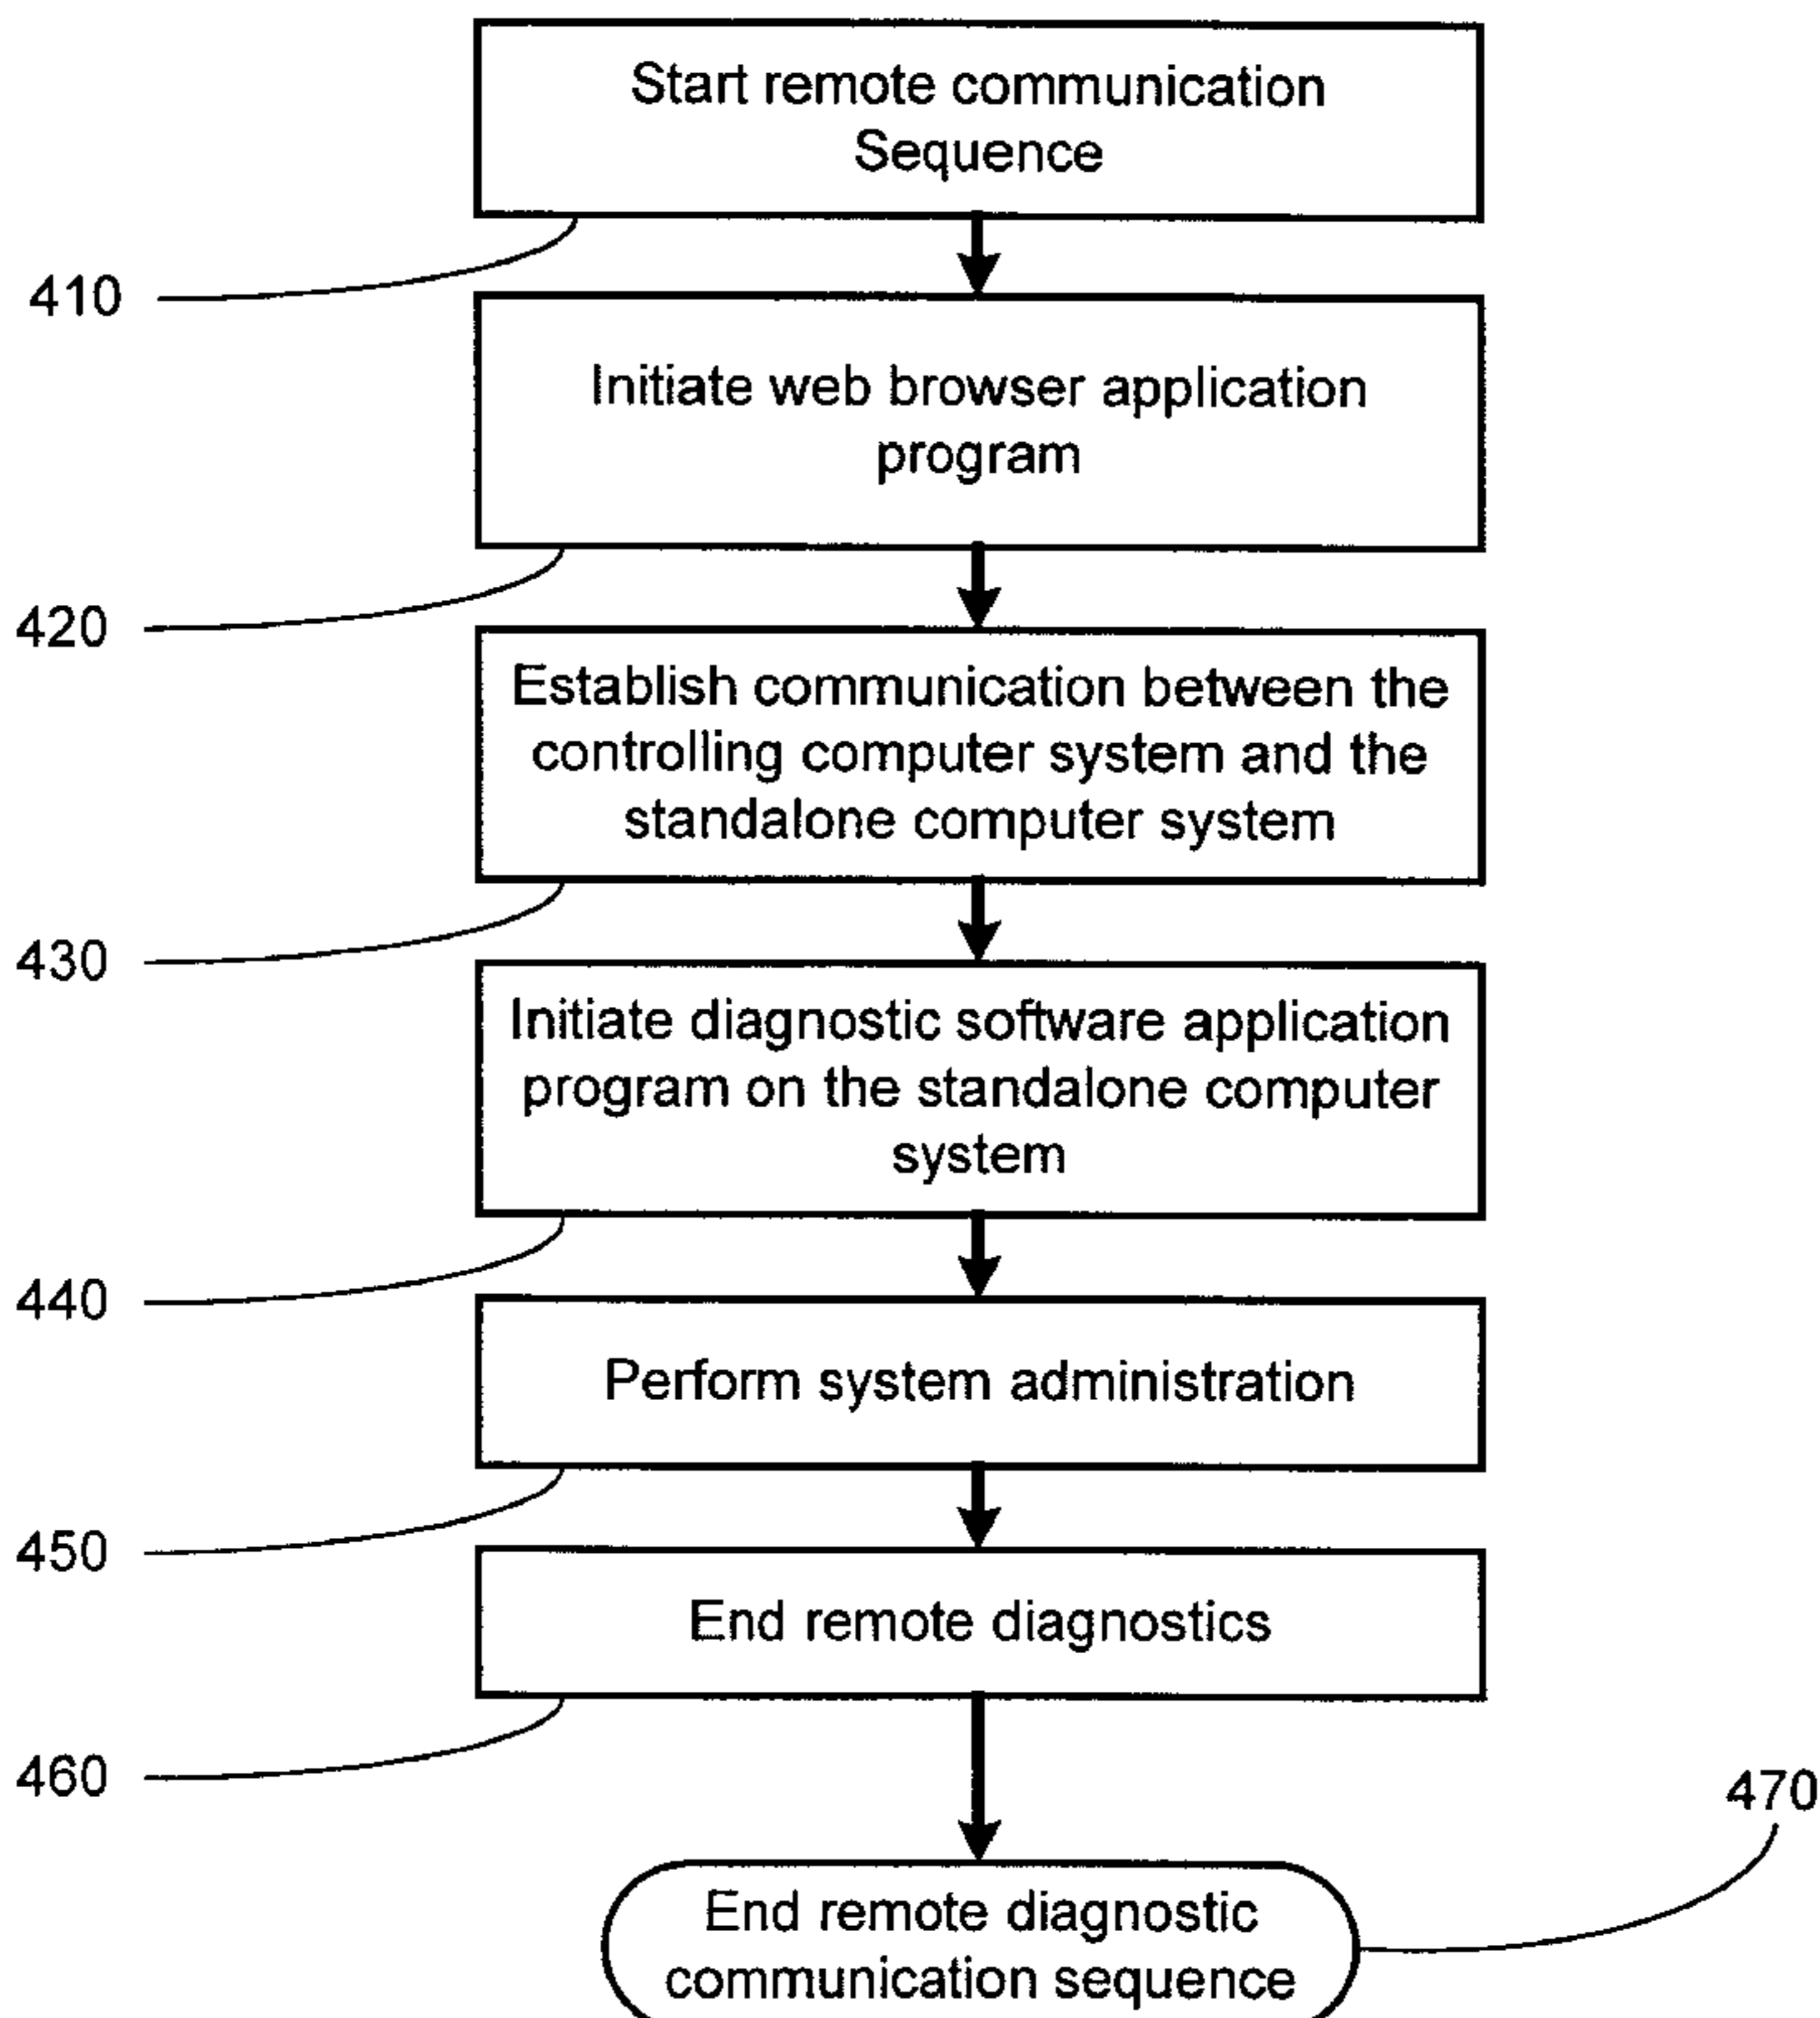 Start remote communication
Sequence
410
Initiate web browser application
program
420
Establish communication between the
controlling computer system and the
standalone computer system
430
Initiate diagnostic software application
program on the standalone computer
system
440
Perform system administration
450
End remote diagnostics
460
470
End remote diagnostic
communication sequence